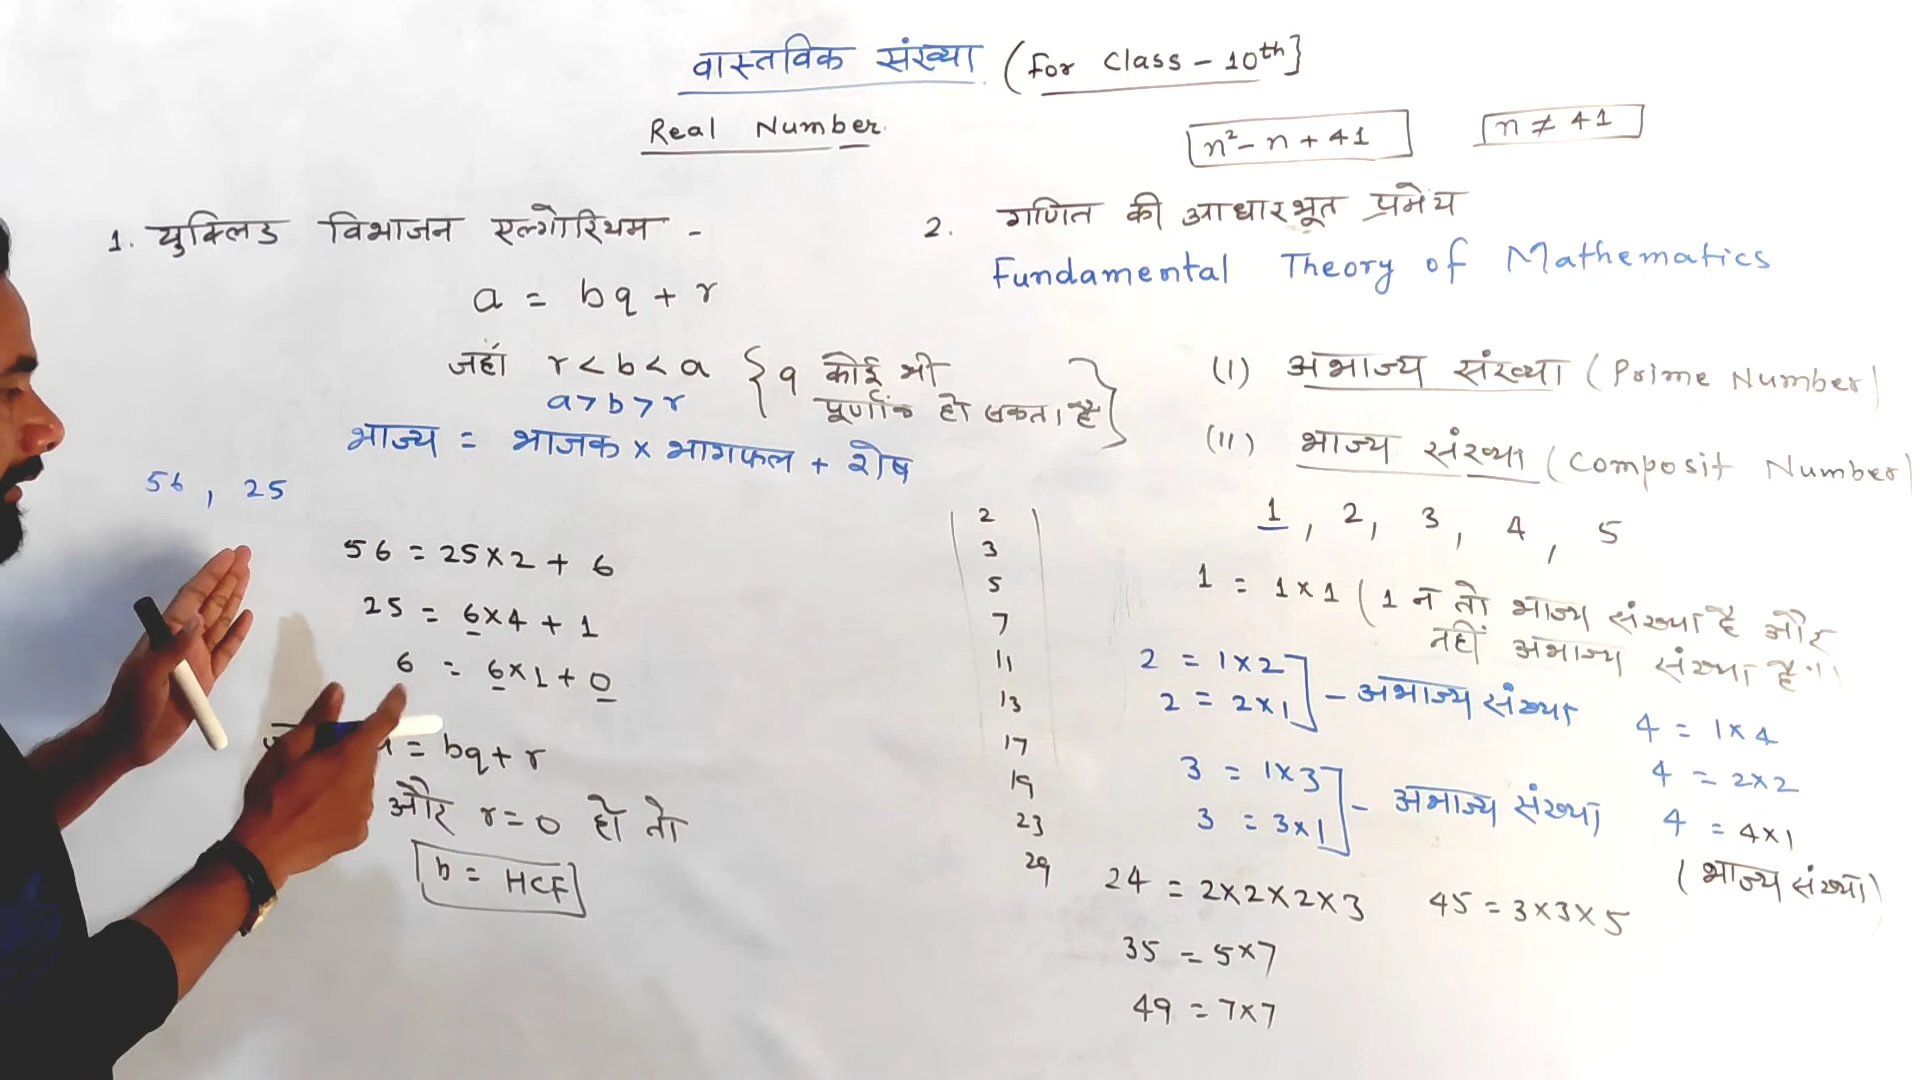 वास्तविक संख्या (for Class - 10th]
Real Number.
n² - n + 41
n ≠ 41
1. युक्लिड विभाजन एल्गोरिथम -
a = bq + r
जहां r < b < a { q कोई भी पूर्णांक हो सकता है }
a > b > r
भाज्य = भाजक × भागफल + शेष
56 , 25
56 = 25×2 + 6
25 = 6×4 + 1
6 = 6×1 + 0
= bq + r
और r = 0 हो तो
b = HCF
2. गणित की आधारभूत प्रमेय
Fundamental Theory of Mathematics
(I) अभाज्य संख्या (Prime Number)
(II) भाज्य संख्या (Composit Number)
1 , 2, 3 , 4 , 5
1 = 1×1 ( 1 न तो भाज्य संख्या है और
नहीं अभाज्य संख्या है ।)
2 = 1×2
2 = 2×1 ] - अभाज्य संख्या
3 = 1×3
3 = 3×1 ] - अभाज्य संख्या
4 = 1×4
4 = 2×2
4 = 4×1
(भाज्य संख्या)
2
3
5
7
11
13
17
19
23
29
24 = 2×2×2×3
45 = 3×3×5
35 = 5×7
49 = 7×7